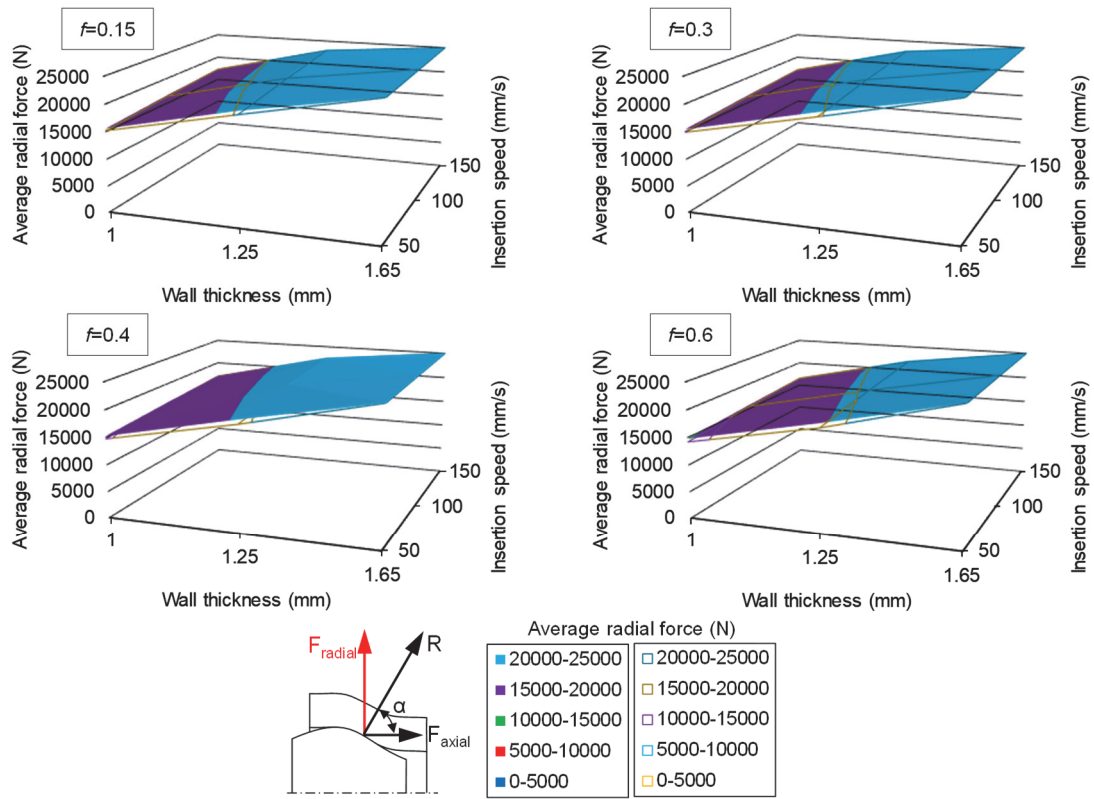 f=0.15
Average radial force (N)
25000
20000
15000
10000
5000
0
1
1.25
1.65
Wall thickness (mm)
50
100
150
Insertion speed (mm/s)
f=0.3
Average radial force (N)
25000
20000
15000
10000
5000
0
1
1.25
1.65
Wall thickness (mm)
50
100
150
Insertion speed (mm/s)
f=0.4
Average radial force (N)
25000
20000
15000
10000
5000
0
1
1.25
1.65
Wall thickness (mm)
50
100
150
Insertion speed (mm/s)
f=0.6
Average radial force (N)
25000
20000
15000
10000
5000
0
1
1.25
1.65
Wall thickness (mm)
50
100
150
Insertion speed (mm/s)
Fradial
R
α
Faxial
Average radial force (N)
20000-25000
15000-20000
10000-15000
5000-10000
0-5000
20000-25000
15000-20000
10000-15000
5000-10000
0-5000